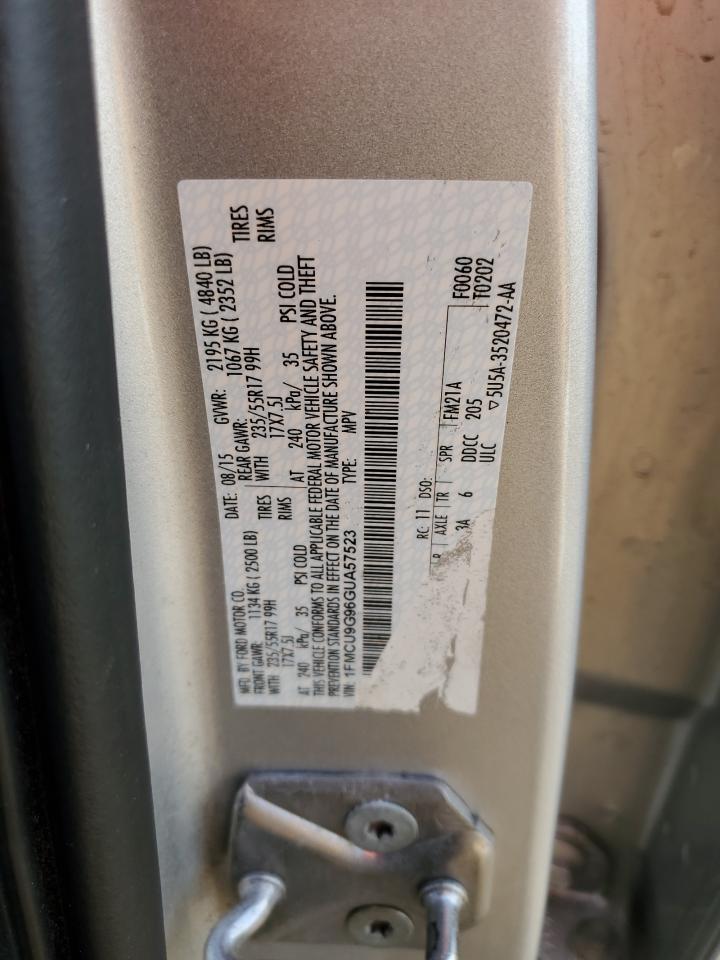 MFD. BY FORD MOTOR CO. DATE: 08/15 GVWR: 2195 KG ( 4840 LB)
FRONT GAWR: 1134 KG ( 2500 LB) REAR GAWR: 1067 KG ( 2352 LB)
WITH 235/55R17 99H TIRES WITH 235/55R17 99H TIRES
17X7.5J RIMS 17X7.5J RIMS
AT 240 kPa/ 35 PSI COLD AT 240 kPa/ 35 PSI COLD
THIS VEHICLE CONFORMS TO ALL APPLICABLE FEDERAL MOTOR VEHICLE SAFETY AND THEFT
PREVENTION STANDARDS IN EFFECT ON THE DATE OF MANUFACTURE SHOWN ABOVE.
VIN: 1FMCU9G96GUA57523 TYPE: MPV
F0060
T0202
RC: 11 DSO:
R AXLE TR SPR FM21A
3A 6 DDCC 205
ULC ▽5U5A-3520472-AA